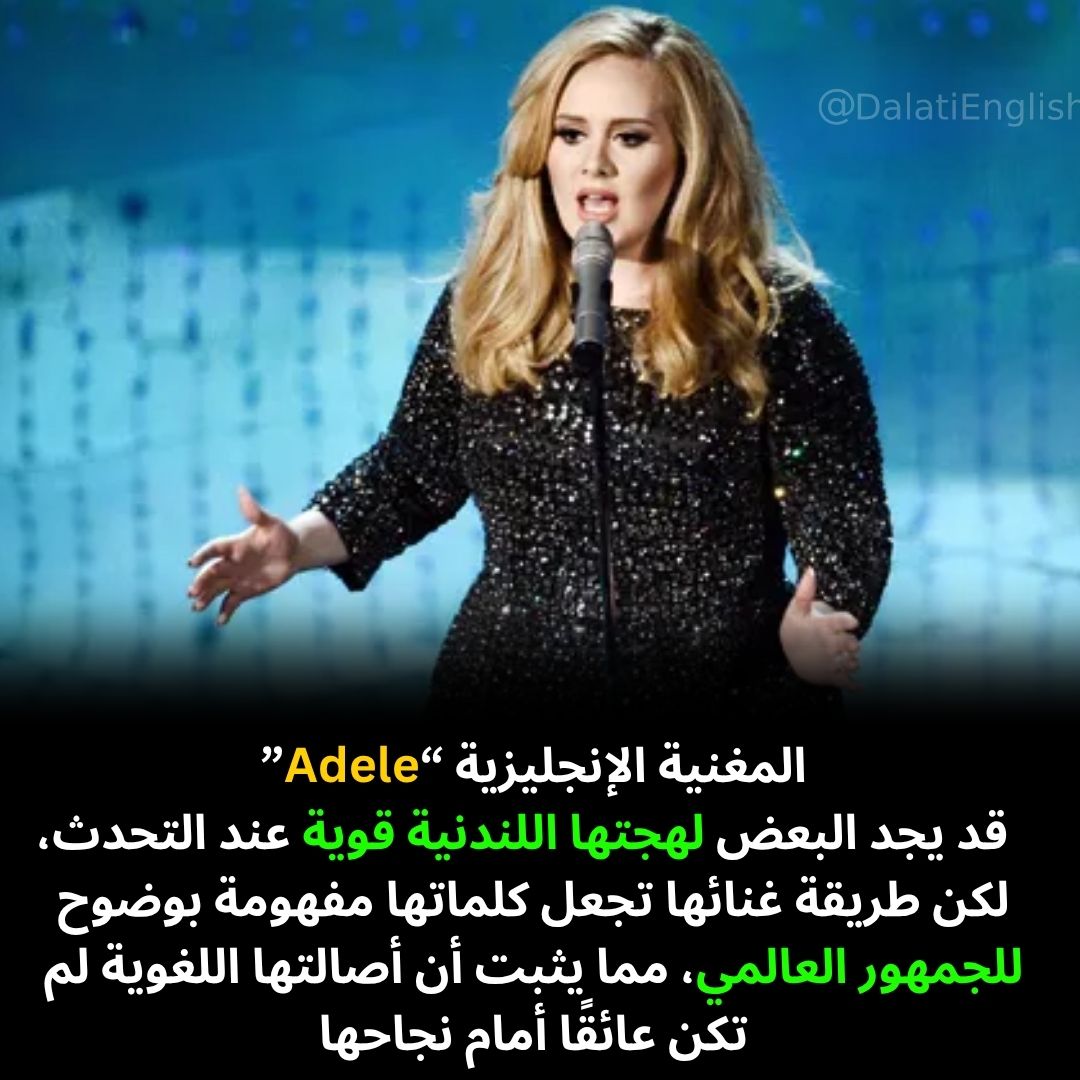 @DalatiEnglish
المغنية الإنجليزية “Adele”
قد يجد البعض لهجتها اللندنية قوية عند التحدث،
لكن طريقة غنائها تجعل كلماتها مفهومة بوضوح
للجمهور العالمي، مما يثبت أن أصالتها اللغوية لم
تكن عائقًا أمام نجاحها